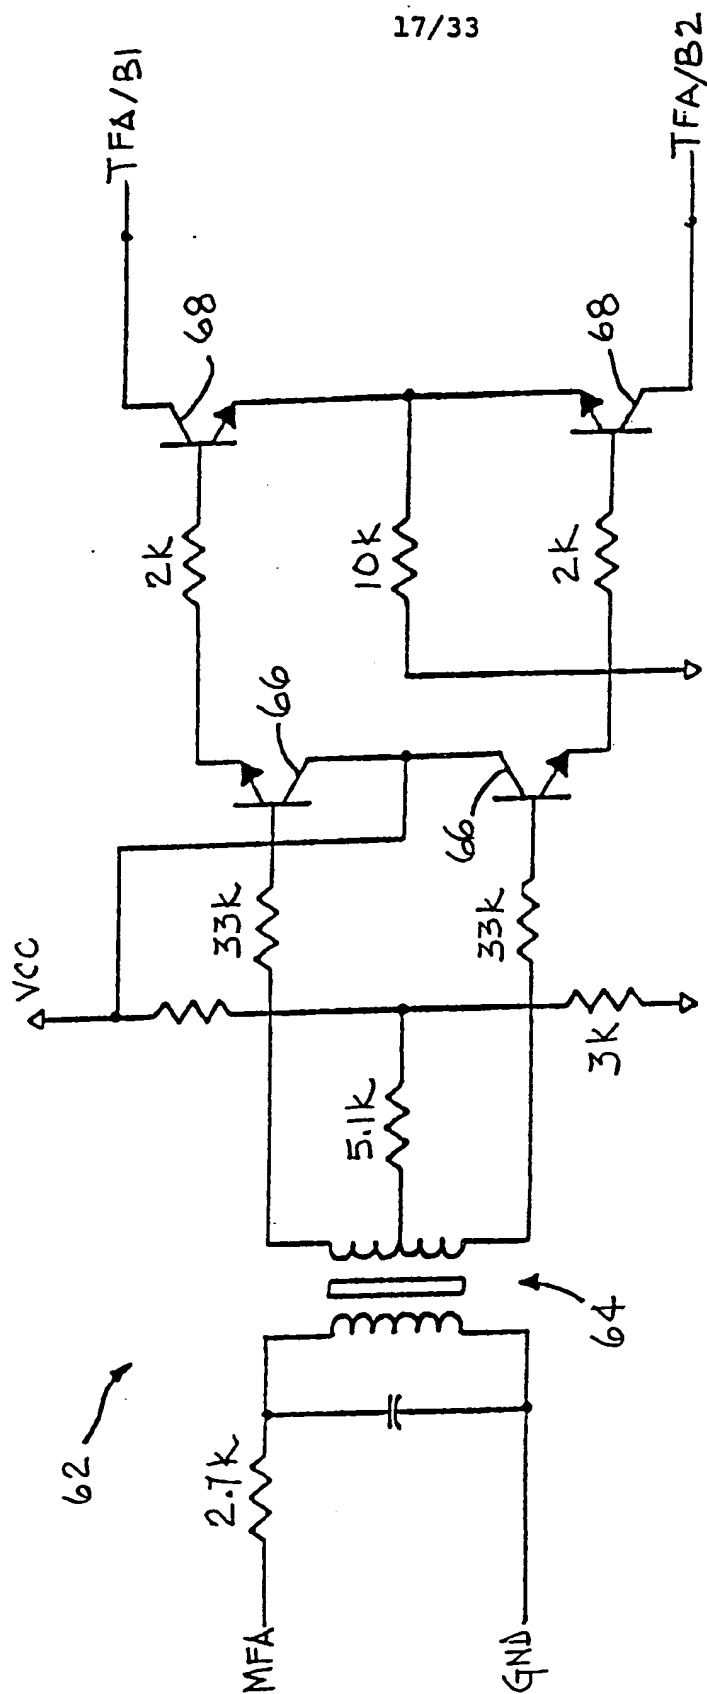 17/33
TFA/B1
TFA/B2
68
68
2k
10k
2k
66
66
33k
33k
VCC
5.1k
3k
64
62
2.7k
MFA
GND